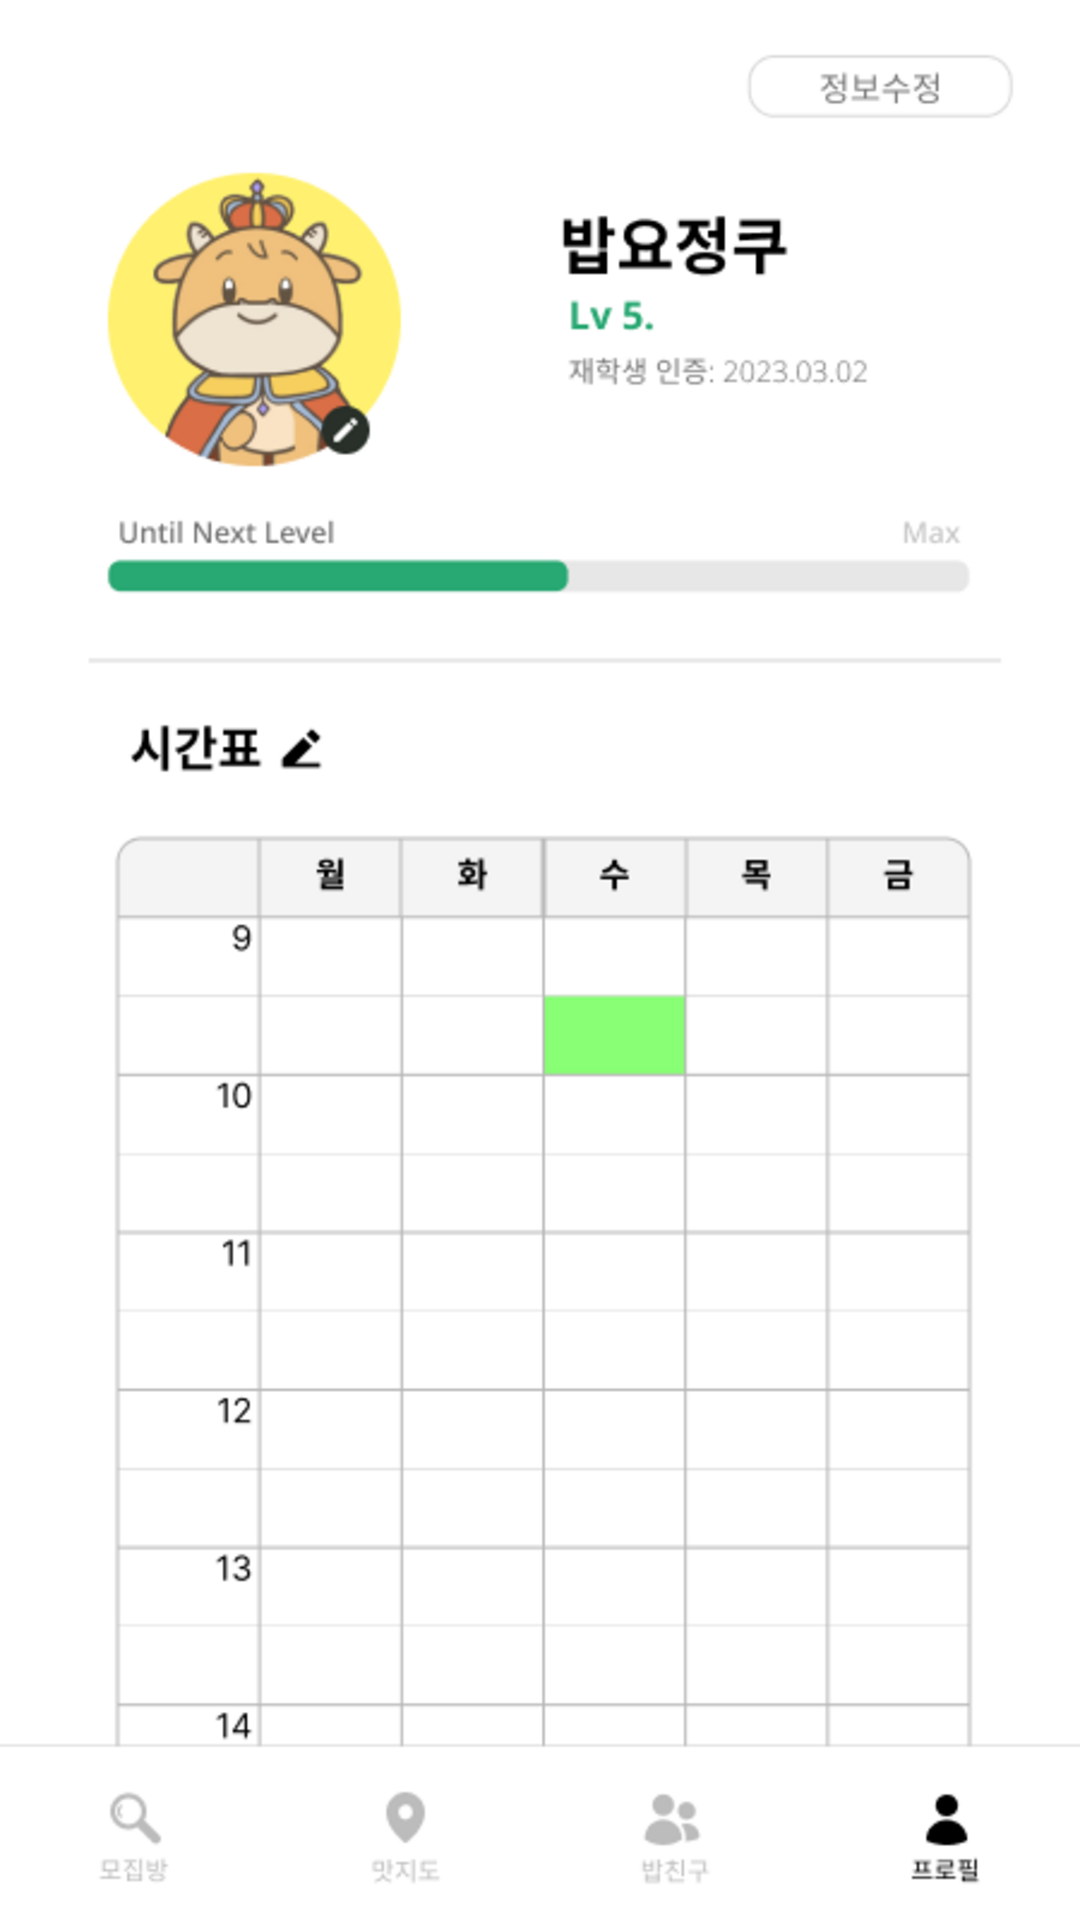 정보수정
밥요정쿠
Lv 5.
재학생 인증: 2023.03.02
Until Next Level Max
시간표
월 화 수 목 금
9
10
11
12
13
14
모집방 맛지도 밥친구 프로필